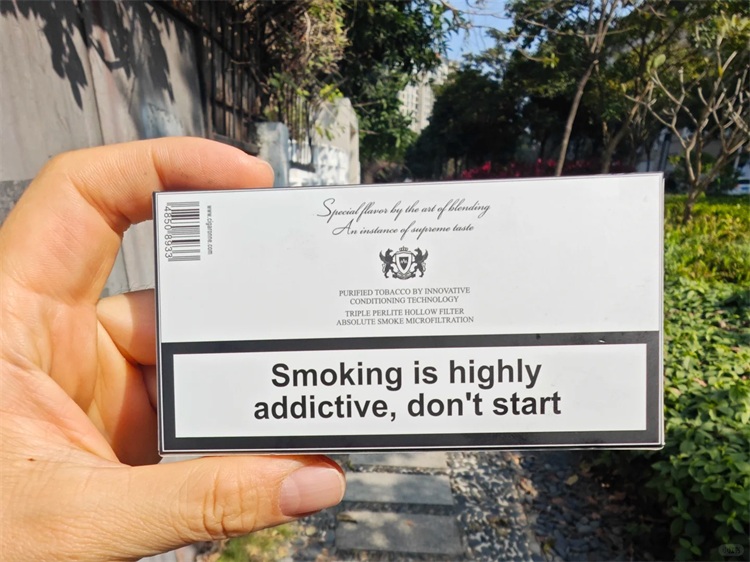 Special flavor by the art of blending
An instance of supreme taste
PURIFIED TOBACCO BY INNOVATIVE
CONDITIONING TECHNOLOGY
TRIPLE PERLITE HOLLOW FILTER
ABSOLUTE SMOKE MICROFILTRATION
Smoking is highly
addictive, don't start
48508933